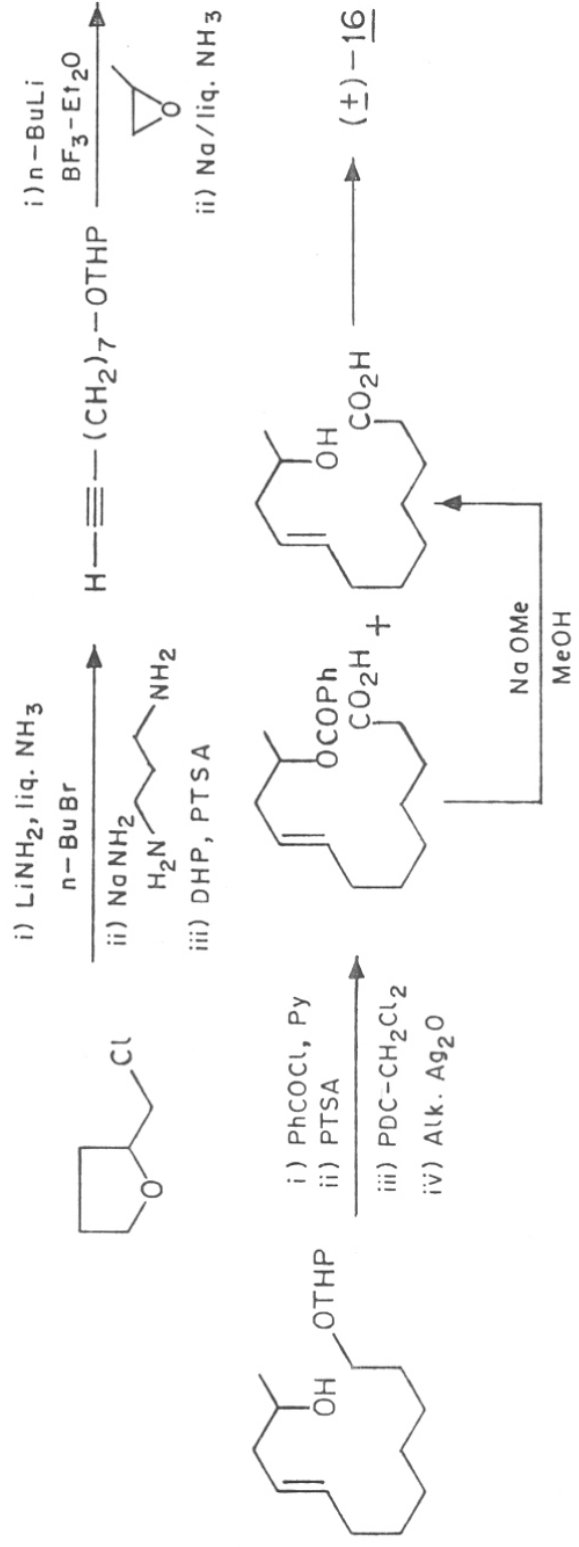 Cl
O
i) LiNH2, liq. NH3
n-BuBr
ii) NaNH2
H2N NH2
iii) DHP, PTSA
H—≡—(CH2)7—OTHP
i) n-BuLi
BF3-Et2O
O
ii) Na/liq. NH3
OH
OTHP
i) PhCOCl, Py
ii) PTSA
iii) PDC-CH2Cl2
iv) Alk. Ag2O
OCOPh
CO2H
+
OH
CO2H
NaOMe
MeOH
(±)-16